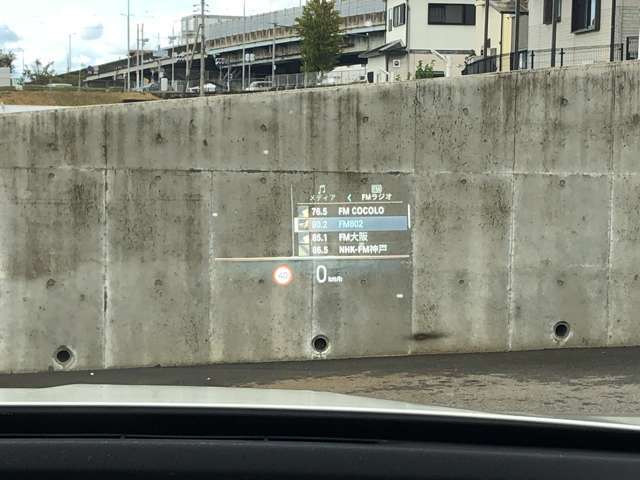 メディア < FMラジオ
76.5 FM COCOLO
80.2 FM802
85.1 FM大阪
86.5 NHK-FM神戸
40 0 km/h